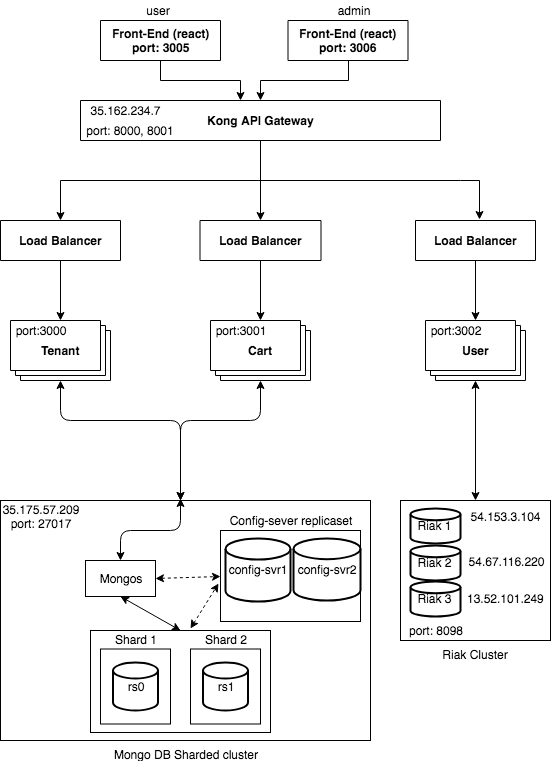 user
admin
Front-End (react)
port: 3005
Front-End (react)
port: 3006
35.162.234.7
Kong API Gateway
port: 8000, 8001
Load Balancer
Load Balancer
Load Balancer
port:3000
Tenant
port:3001
Cart
port:3002
User
35.175.57.209
port: 27017
Config-sever replicaset
config-svr1
config-svr2
Mongos
Shard 1
Shard 2
rs0
rs1
Mongo DB Sharded cluster
Riak 1
54.153.3.104
Riak 2
54.67.116.220
Riak 3
13.52.101.249
port: 8098
Riak Cluster